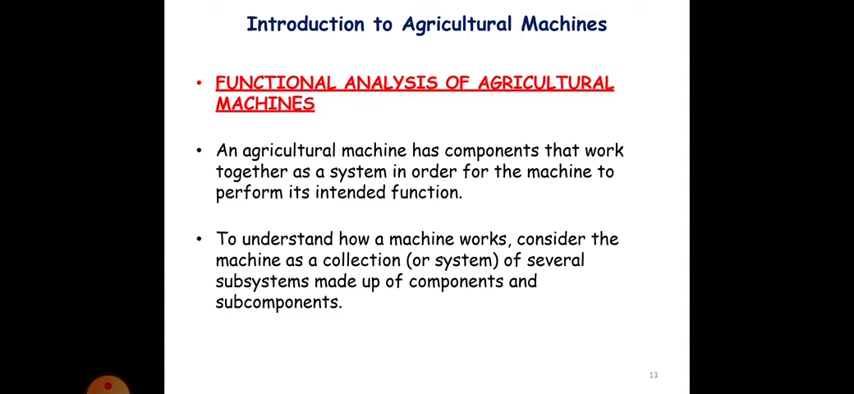 Introduction to Agricultural Machines
• FUNCTIONAL ANALYSIS OF AGRICULTURAL
MACHINES
• An agricultural machine has components that work
together as a system in order for the machine to
perform its intended function.
• To understand how a machine works, consider the
machine as a collection (or system) of several
subsystems made up of components and
subcomponents.
13